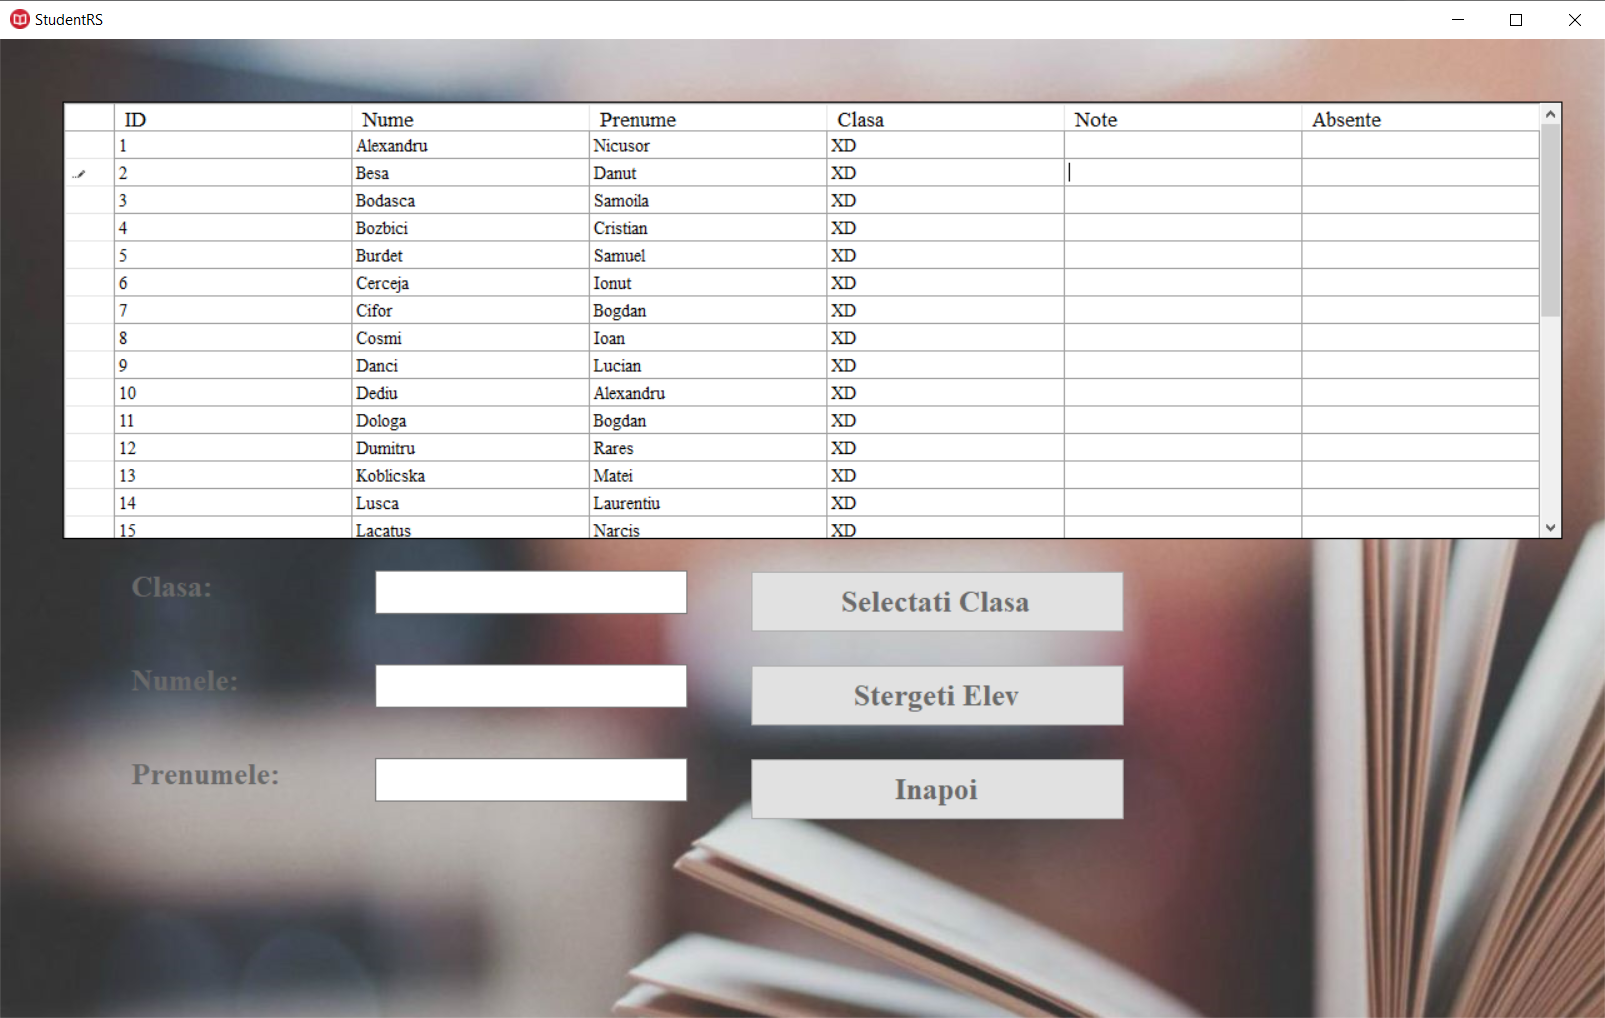 StudentRS
ID Nume Prenume Clasa Note Absente
1 Alexandru Nicusor XD
2 Besa Danut XD
3 Bodasca Samoila XD
4 Bozbici Cristian XD
5 Burdet Samuel XD
6 Cerceja Ionut XD
7 Cifor Bogdan XD
8 Cosmi Ioan XD
9 Danci Lucian XD
10 Dediu Alexandru XD
11 Dologa Bogdan XD
12 Dumitru Rares XD
13 Koblicska Matei XD
14 Lusca Laurentiu XD
15 Lacatus Narcis XD
Clasa: Selectati Clasa
Numele: Stergeti Elev
Prenumele: Inapoi